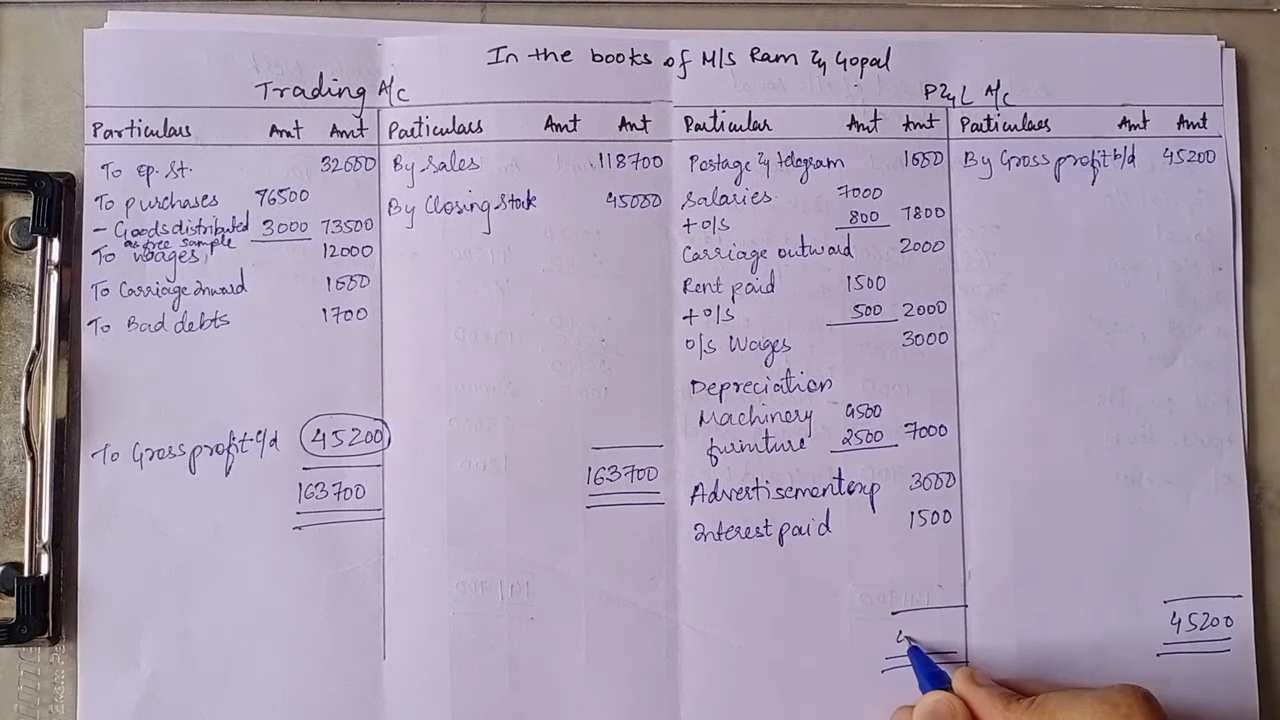 In the books of M/S Ram & Gopal
Trading A/c
Particulars Amt Amt Particulars Amt Amt
To Op. St. 32000 By Sales 118700
To purchases 76500 By Closing Stock 45000
- Goods distributed 3000 73500
as free sample
To wages, 12000
To Carriage Inward 1000
To Bad debts 1700
To Gross profit c/d 45200
163700 163700
P & L A/c
Particular Amt Amt Particulars Amt Amt
Postage & telegram 1000 By Gross profit b/d 45200
Salaries 7000
+ o/s 800 7800
Carriage outward 2000
Rent paid 1500
+ o/s 500 2000
o/s Wages 3000
Depreciation
Machinery 4500
furniture 2500 7000
Advertisement exp 3000
Interest paid 1500
4 45200